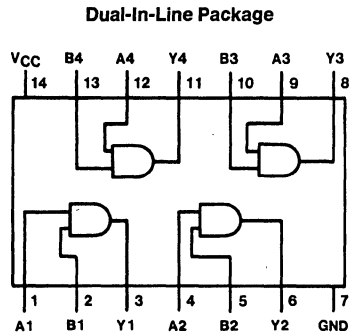 Dual-In-Line Package
VCC B4 A4 Y4 B3 A3 Y3
14 13 12 11 10 9 8
1 2 3 4 5 6 7
A1 B1 Y1 A2 B2 Y2 GND